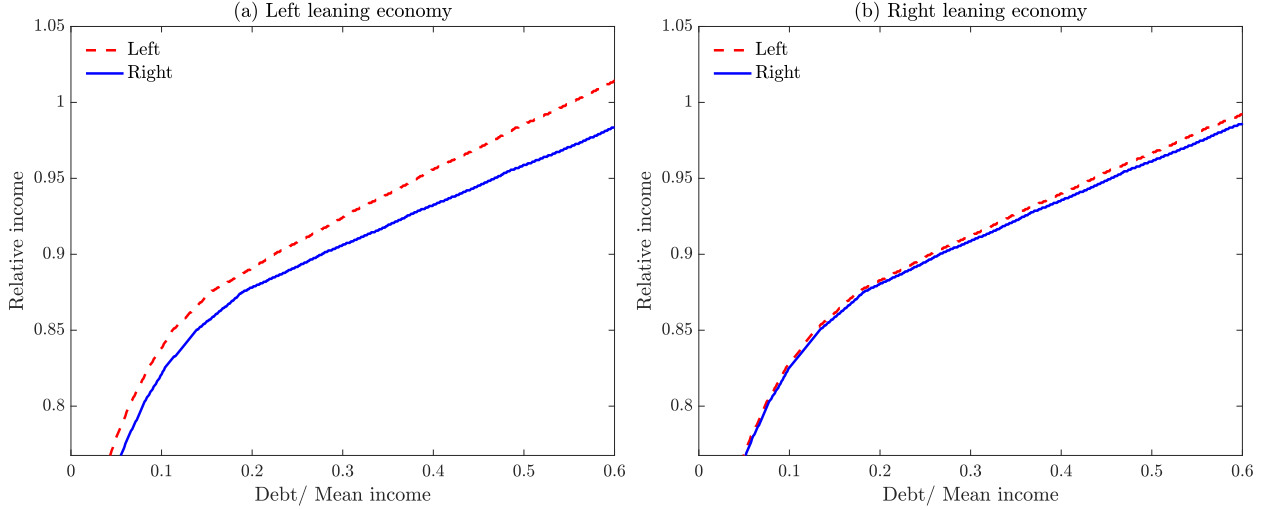 (a) Left leaning economy
1.05
1
0.95
0.9
0.85
0.8
Relative income
Left
Right
0 0.1 0.2 0.3 0.4 0.5 0.6
Debt/ Mean income
(b) Right leaning economy
1.05
1
0.95
0.9
0.85
0.8
Relative income
Left
Right
0 0.1 0.2 0.3 0.4 0.5 0.6
Debt/ Mean income